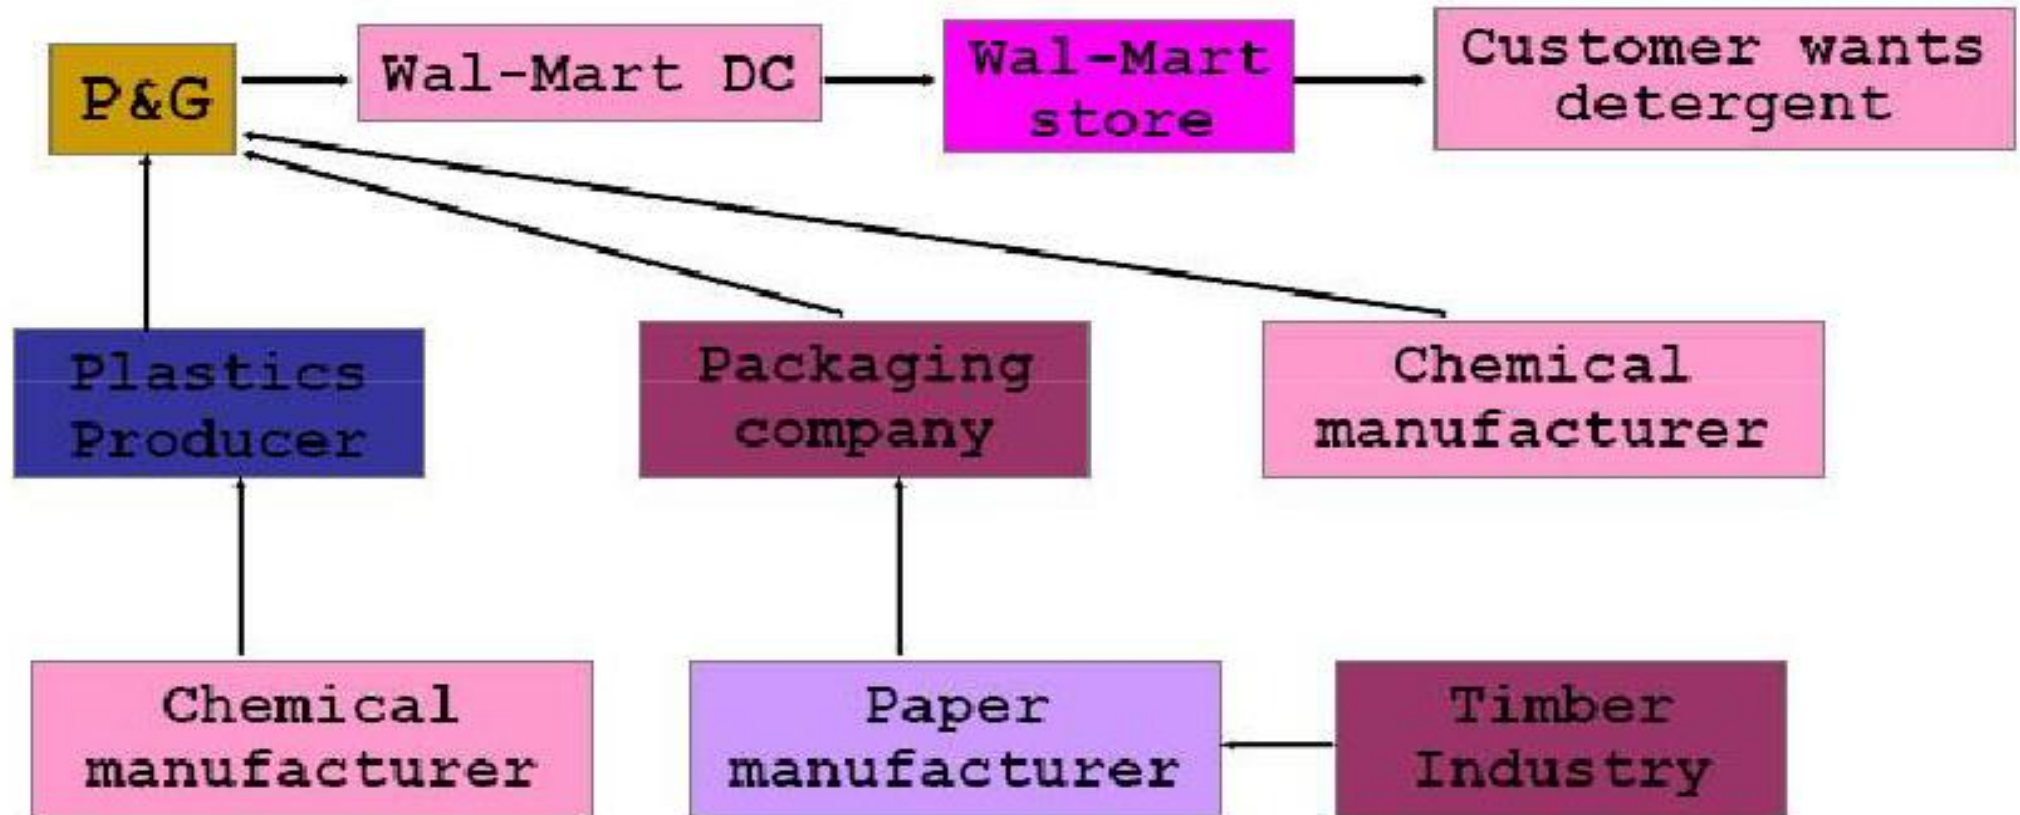 P&G
Wal-Mart DC
Wal-Mart
store
Customer wants
detergent
Plastics
Producer
Packaging
company
Chemical
manufacturer
Chemical
manufacturer
Paper
manufacturer
Timber
Industry